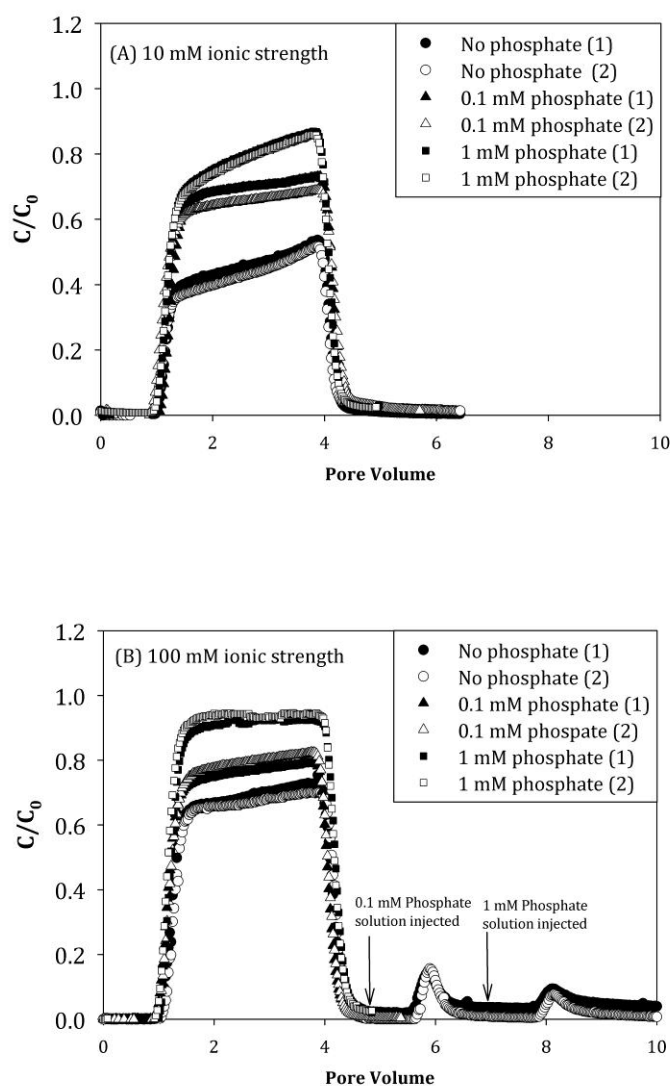 (A) 10 mM ionic strength
No phosphate (1)
No phosphate (2)
0.1 mM phosphate (1)
0.1 mM phosphate (2)
1 mM phosphate (1)
1 mM phosphate (2)
C/C0
1.2
1.0
0.8
0.6
0.4
0.2
0.0
0 2 4 6 8 10
Pore Volume
(B) 100 mM ionic strength
No phosphate (1)
No phosphate (2)
0.1 mM phosphate (1)
0.1 mM phospate (2)
1 mM phosphate (1)
1 mM phosphate (2)
C/C0
1.2
1.0
0.8
0.6
0.4
0.2
0.0
0.1 mM Phosphate
solution injected
1 mM Phosphate
solution injected
0 2 4 6 8 10
Pore Volume